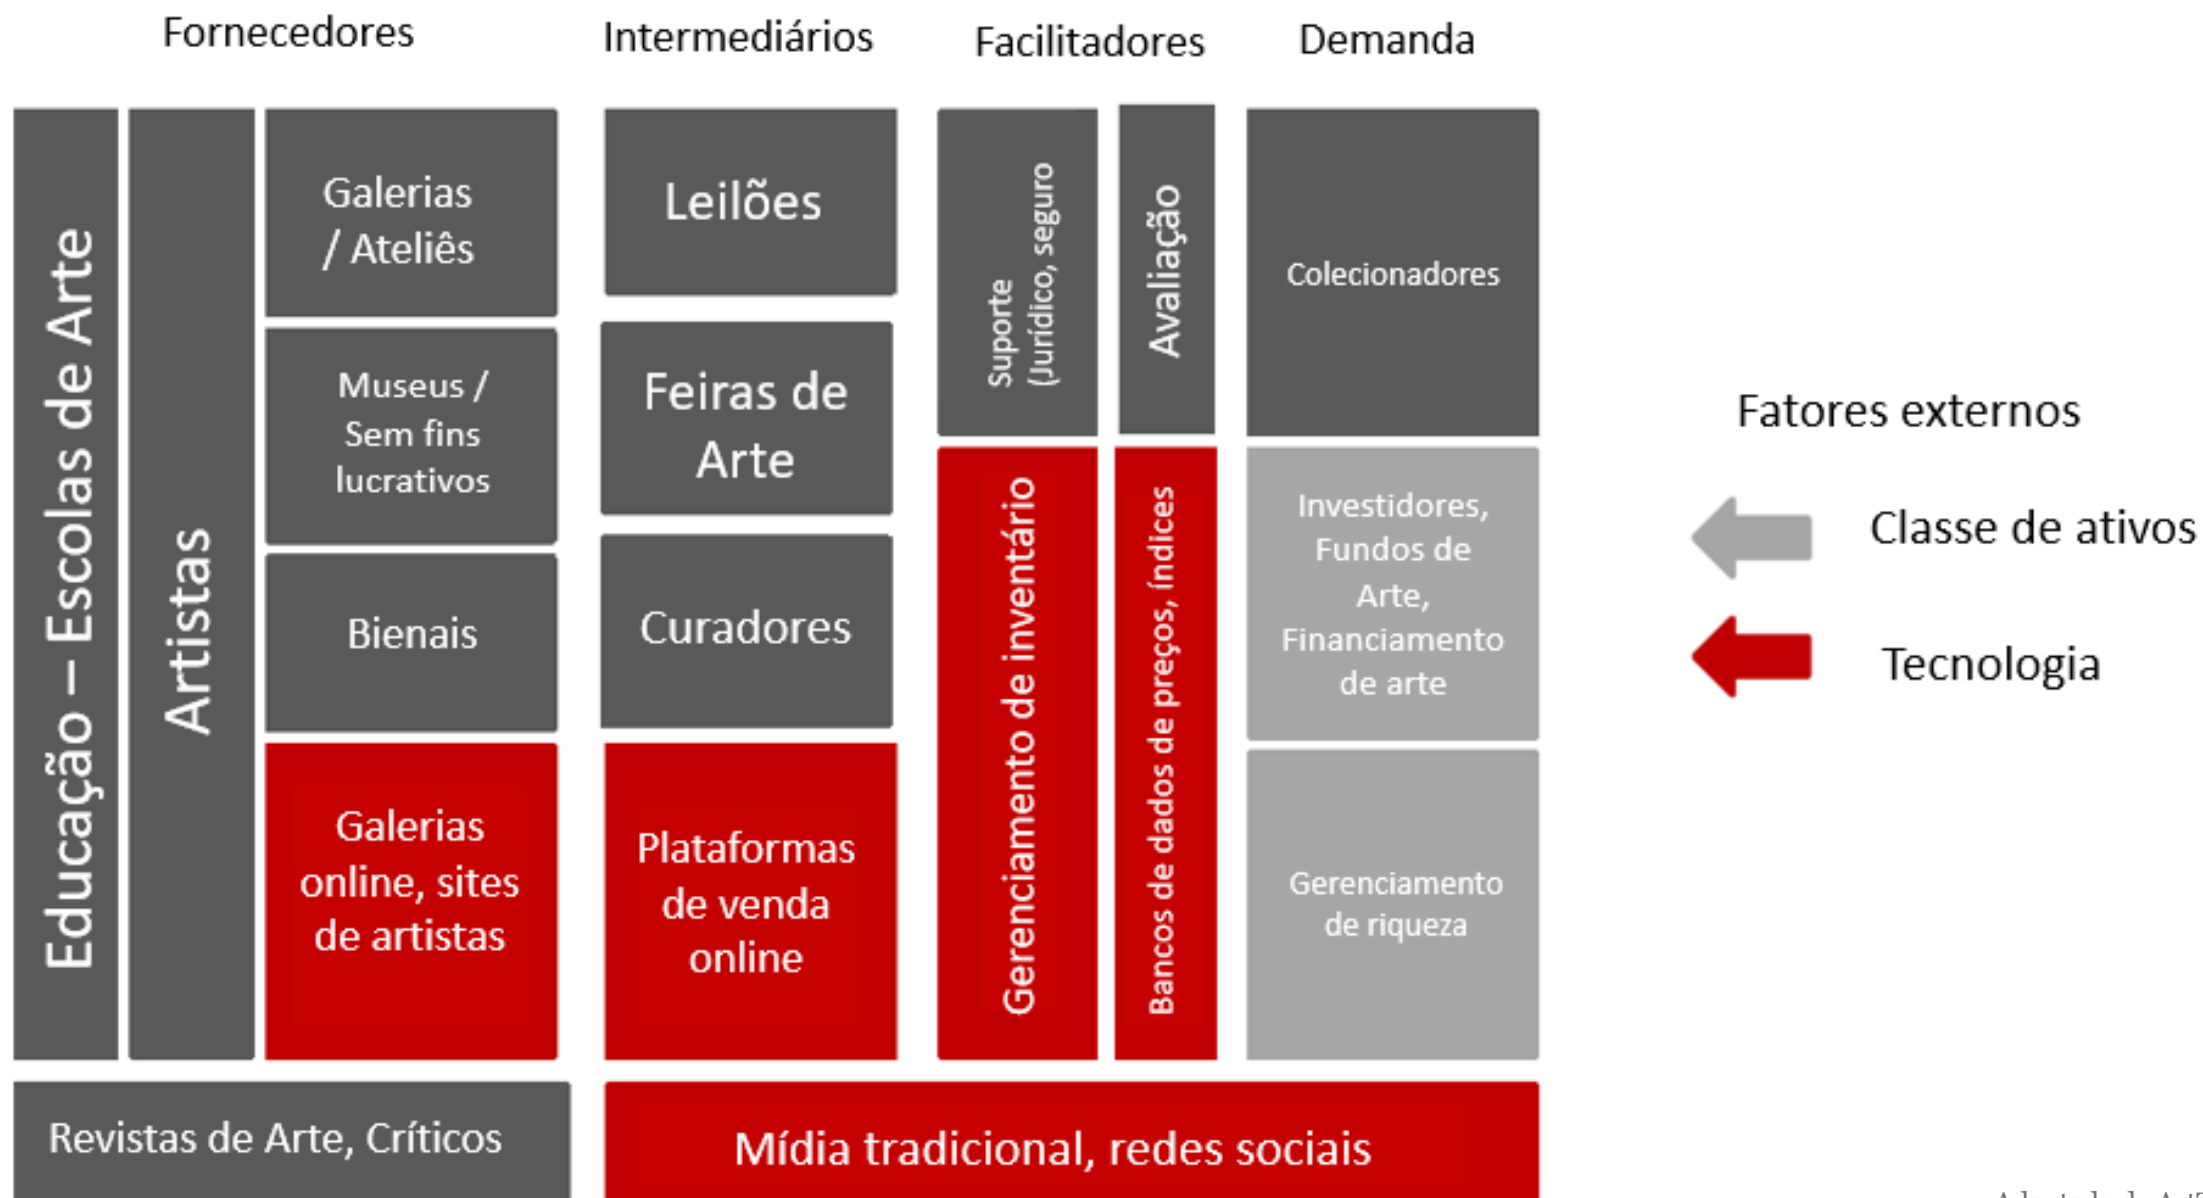 Fornecedores
Intermediários
Facilitadores
Demanda
Educação – Escolas de Arte
Artistas
Galerias
/ Ateliês
Museus /
Sem fins
lucrativos
Bienais
Galerias
online, sites
de artistas
Leilões
Feiras de
Arte
Curadores
Plataformas
de venda
online
Suporte
(Jurídico, seguro
Avaliação
Gerenciamento de inventário
Bancos de dados de preços, índices
Colecionadores
Investidores,
Fundos de
Arte,
Financiamento
de arte
Gerenciamento
de riqueza
Revistas de Arte, Críticos
Mídia tradicional, redes sociais
Fatores externos
Classe de ativos
Tecnologia